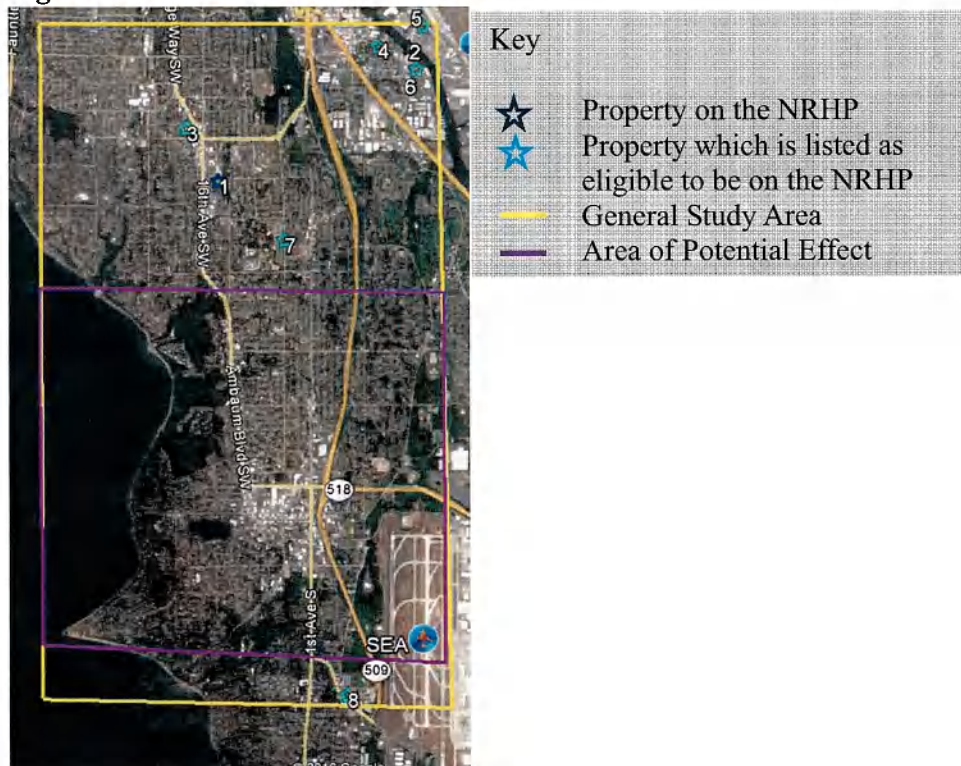 Key
Property on the NRHP
Property which is listed as
eligible to be on the NRHP
General Study Area
Area of Potential Effect
5
4
2
6
3
1
16th Ave SW
7
Ambaum Blvd SW
518
1st Ave S
SEA
509
8
Way SW